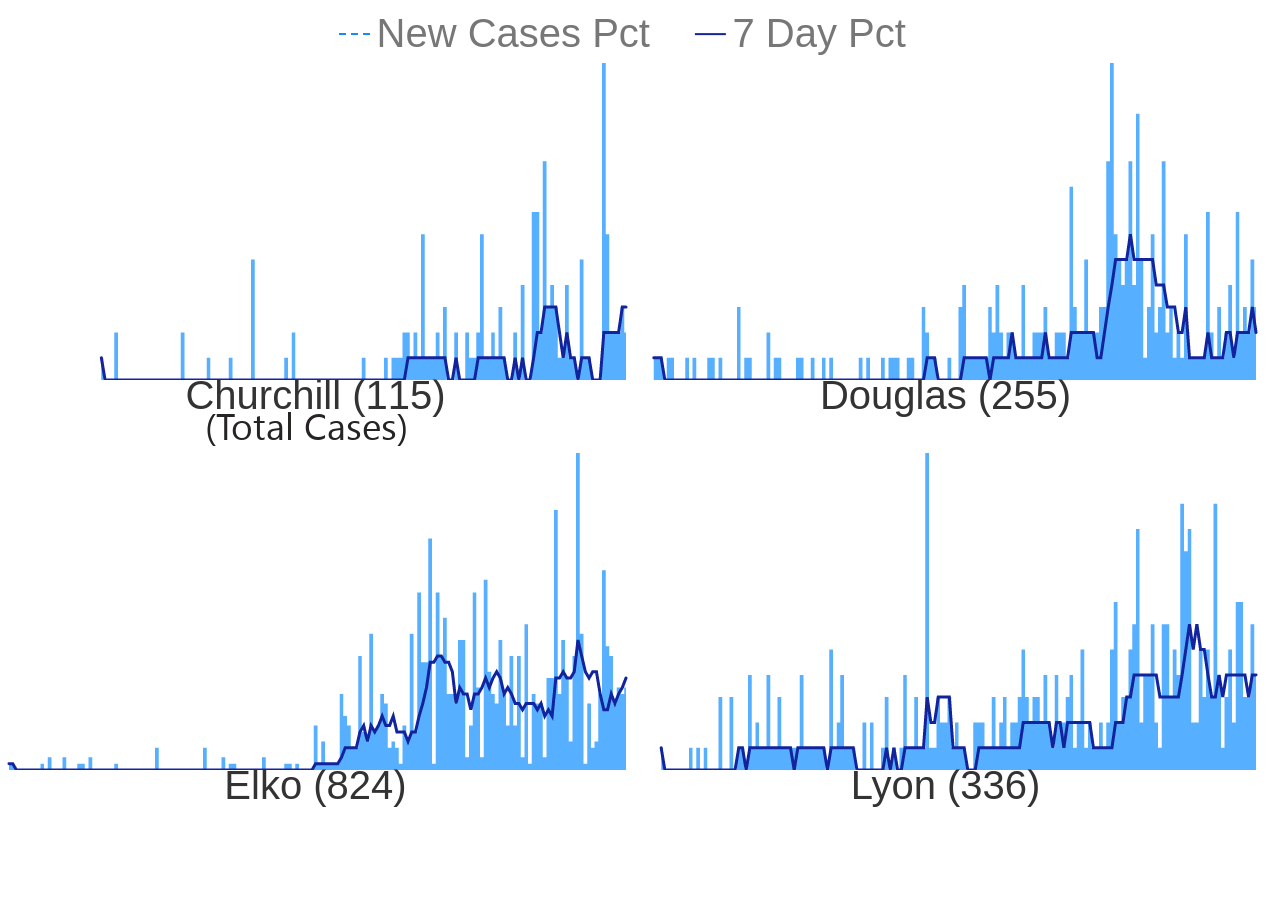 New Cases Pct 7 Day Pct
Churchill (115) Douglas (255)
(Total Cases)
Elko (824) Lyon (336)